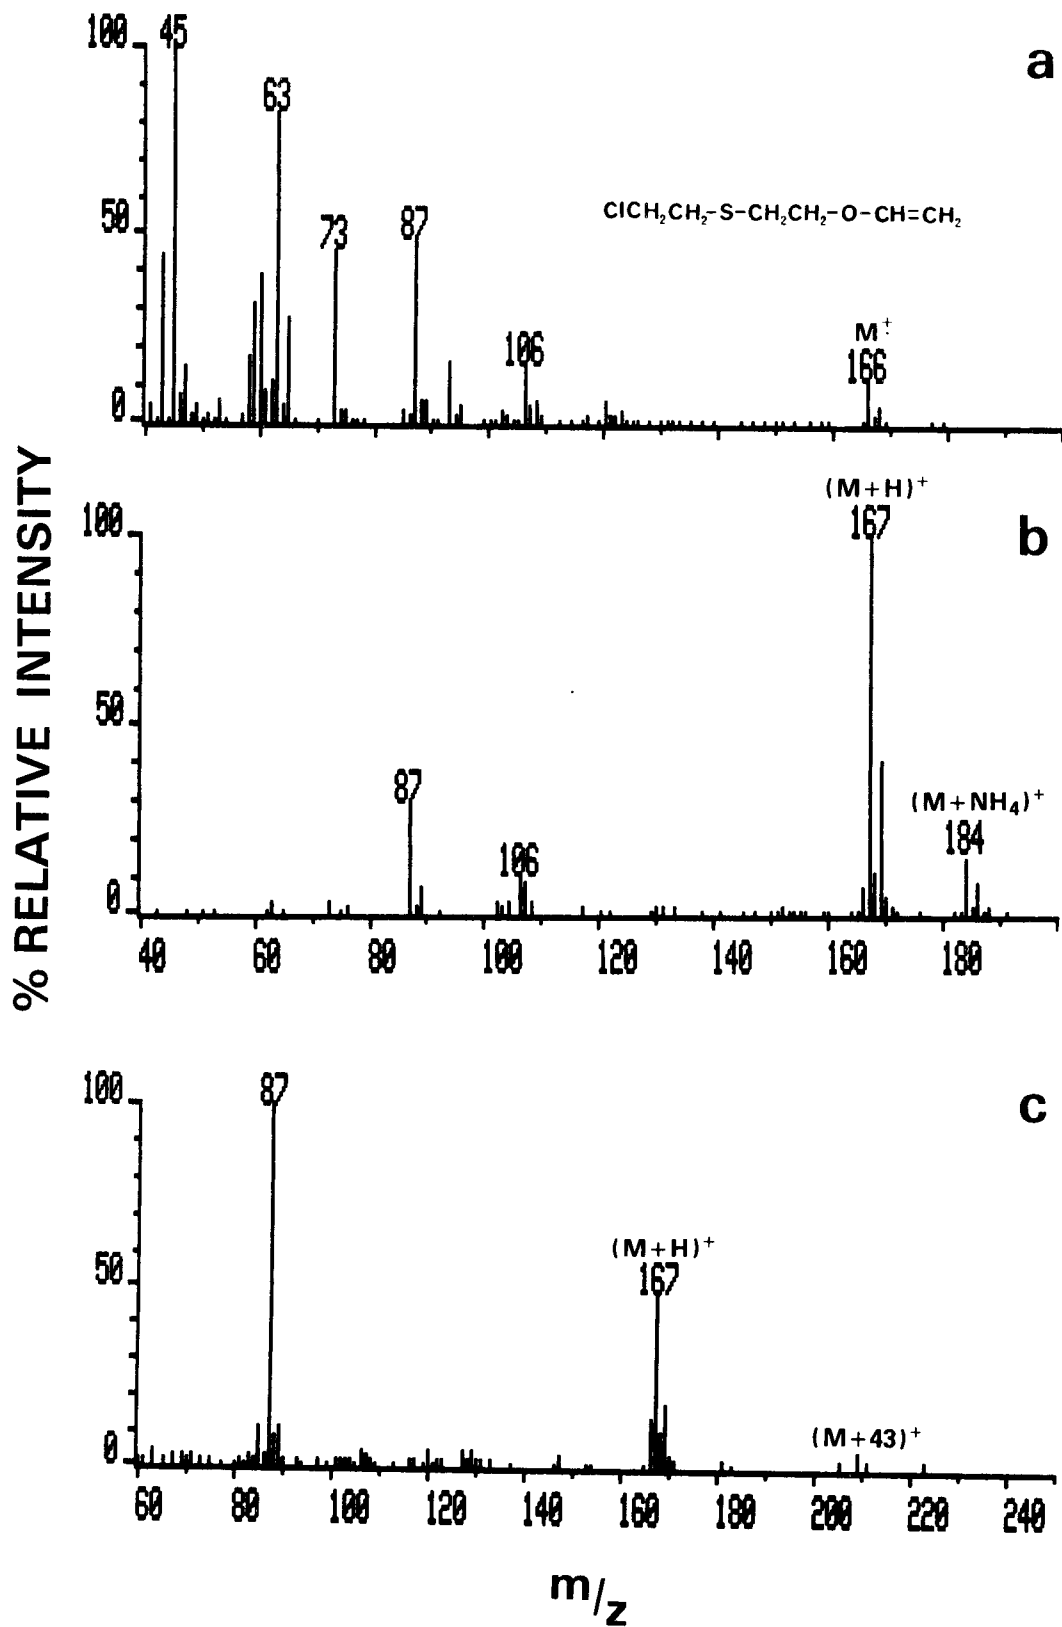 % RELATIVE INTENSITY
a
100
50
0
45
63
73
87
106
M⁺·
166
ClCH₂CH₂-S-CH₂CH₂-O-CH=CH₂
b
100
50
0
87
106
(M+H)⁺
167
(M+NH₄)⁺
184
40 60 80 100 120 140 160 180
c
100
50
0
87
(M+H)⁺
167
(M+43)⁺
60 80 100 120 140 160 180 200 220 240
m/z